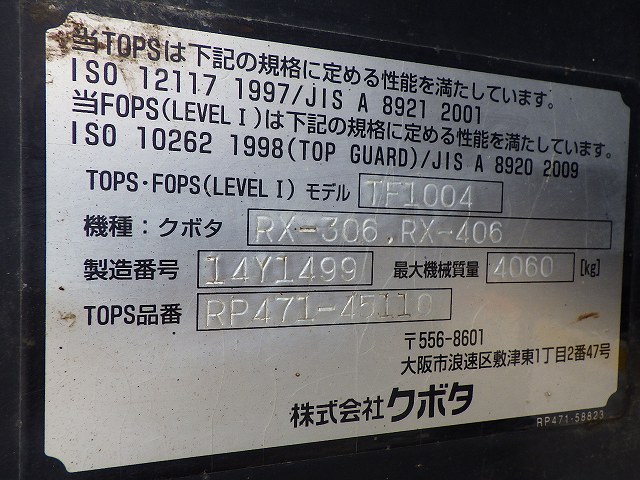 当TOPSは下記の規格に定める性能を満たしています。
ISO 12117 1997/JIS A 8921 2001
当FOPS(LEVEL I)は下記の規格に定める性能を満たしています。
ISO 10262 1998(TOP GUARD)/JIS A 8920 2009
TOPS・FOPS(LEVEL I) モデル TF1004
機種：クボタ RX-306,RX-406
製造番号 14Y1499 最大機械質量 4060 [kg]
TOPS品番 RP471-45110
〒556-8601
大阪市浪速区敷津東1丁目2番47号
株式会社クボタ
RP471-58823